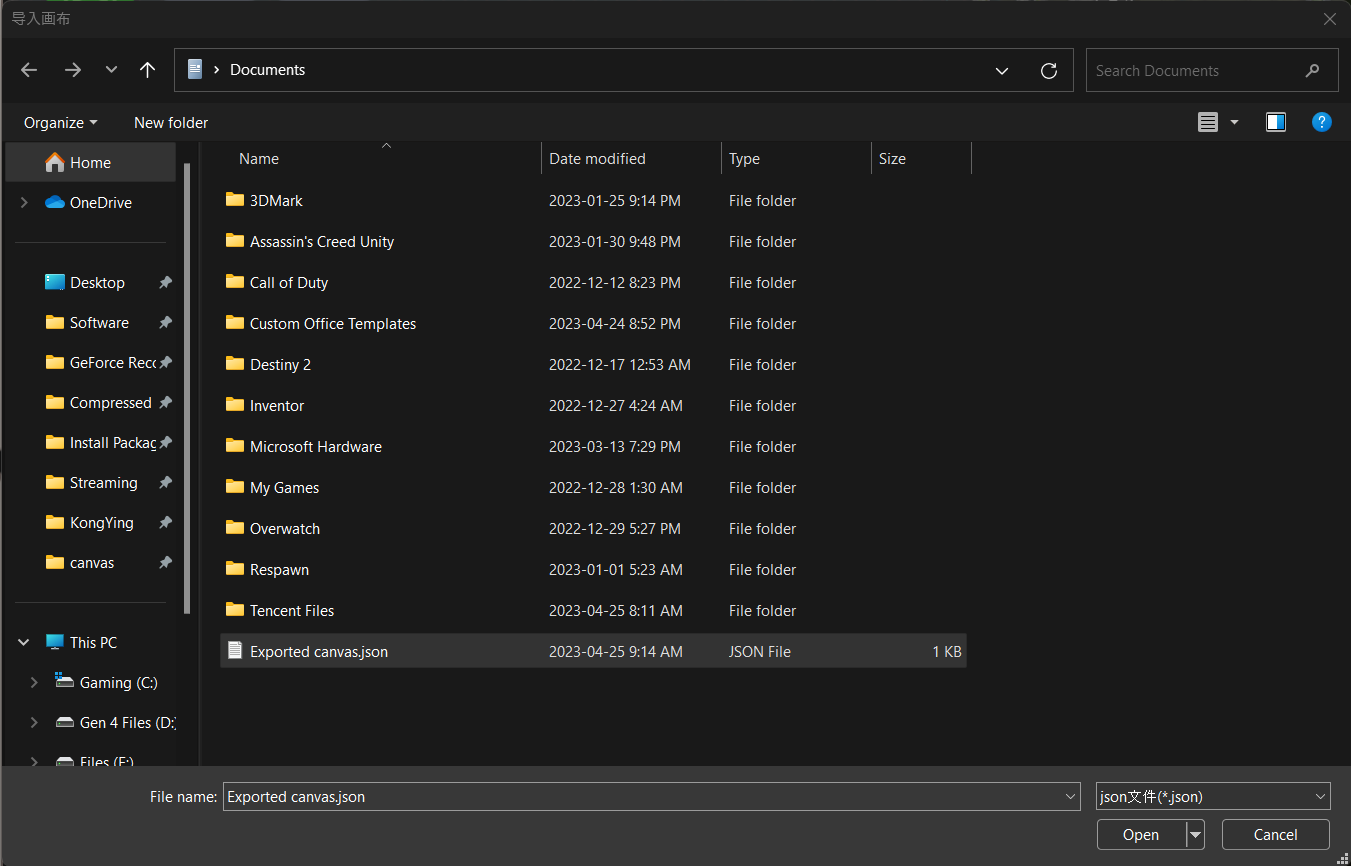 导入画布
Documents
Search Documents
Organize
New folder
?
Home
OneDrive
Desktop
Software
GeForce Recc
Compressed
Install Packag
Streaming
KongYing
canvas
This PC
Gaming (C:)
Gen 4 Files (D:)
Files (F:)
Name Date modified Type Size
3DMark 2023-01-25 9:14 PM File folder
Assassin's Creed Unity 2023-01-30 9:48 PM File folder
Call of Duty 2022-12-12 8:23 PM File folder
Custom Office Templates 2023-04-24 8:52 PM File folder
Destiny 2 2022-12-17 12:53 AM File folder
Inventor 2022-12-27 4:24 AM File folder
Microsoft Hardware 2023-03-13 7:29 PM File folder
My Games 2022-12-28 1:30 AM File folder
Overwatch 2022-12-29 5:27 PM File folder
Respawn 2023-01-01 5:23 AM File folder
Tencent Files 2023-04-25 8:11 AM File folder
Exported canvas.json 2023-04-25 9:14 AM JSON File 1 KB
File name: Exported canvas.json
json文件(*.json)
Open
Cancel